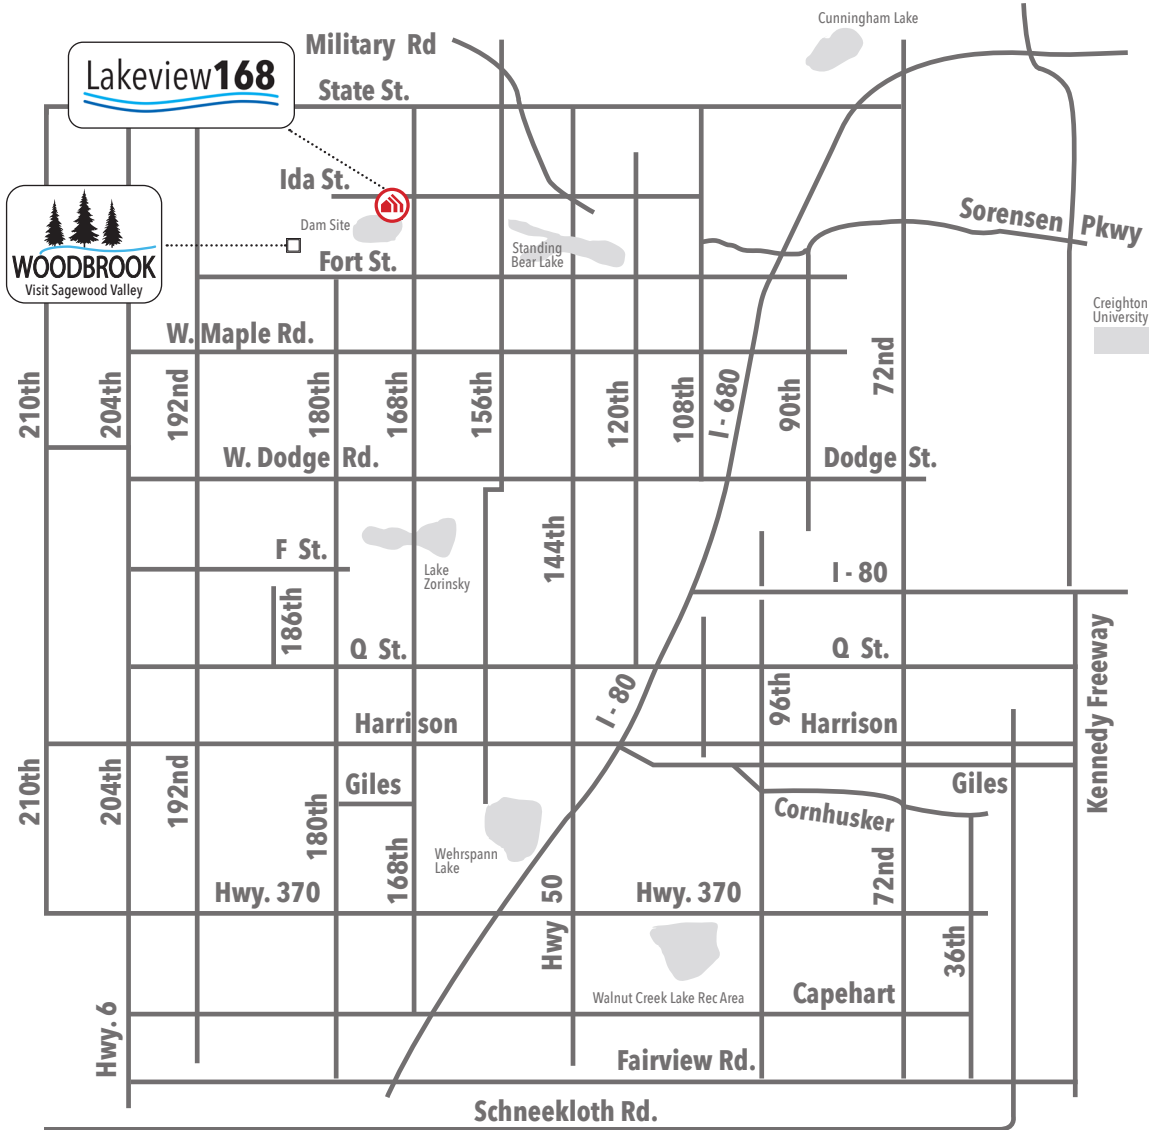 Cunningham Lake
Military Rd
Lakeview168
State St.
Ida St.
Dam Site
Sorensen Pkwy
WOODBROOK
Visit Sagewood Valley
Standing
Bear Lake
Fort St.
Creighton
University
W. Maple Rd.
210th
204th
192nd
180th
168th
156th
120th
108th
I - 680
90th
72nd
W. Dodge Rd.
Dodge St.
F St.
Lake
Zorinsky
144th
I - 80
186th
Q St.
Q St.
I - 80
96th
Kennedy Freeway
Harrison
Harrison
210th
204th
192nd
180th
Giles
168th
Giles
Cornhusker
Wehrspann
Lake
Hwy. 370
Hwy 50
Hwy. 370
72nd
36th
Walnut Creek Lake Rec Area
Capehart
Hwy. 6
Fairview Rd.
Schneekloth Rd.